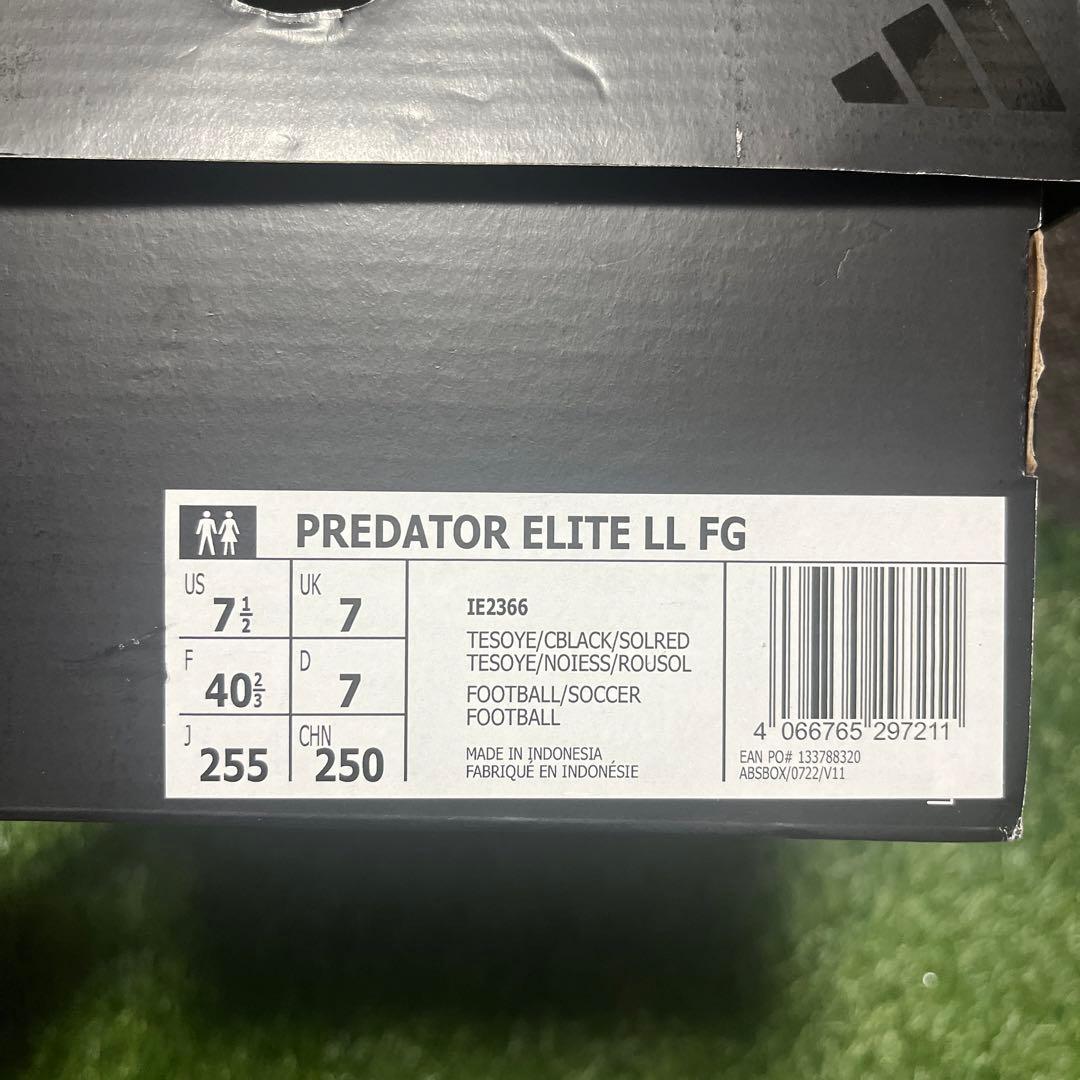 PREDATOR ELITE LL FG
US 7½ UK 7
F 40⅔ D 7
J 255 CHN 250
IE2366
TESOYE/CBLACK/SOLRED
TESOYE/NOIESS/ROUSOL
FOOTBALL/SOCCER
FOOTBALL
MADE IN INDONESIA
FABRIQUÉ EN INDONÉSIE
4 066765 297211
EAN PO# 133788320
ABSBOX/0722/V11